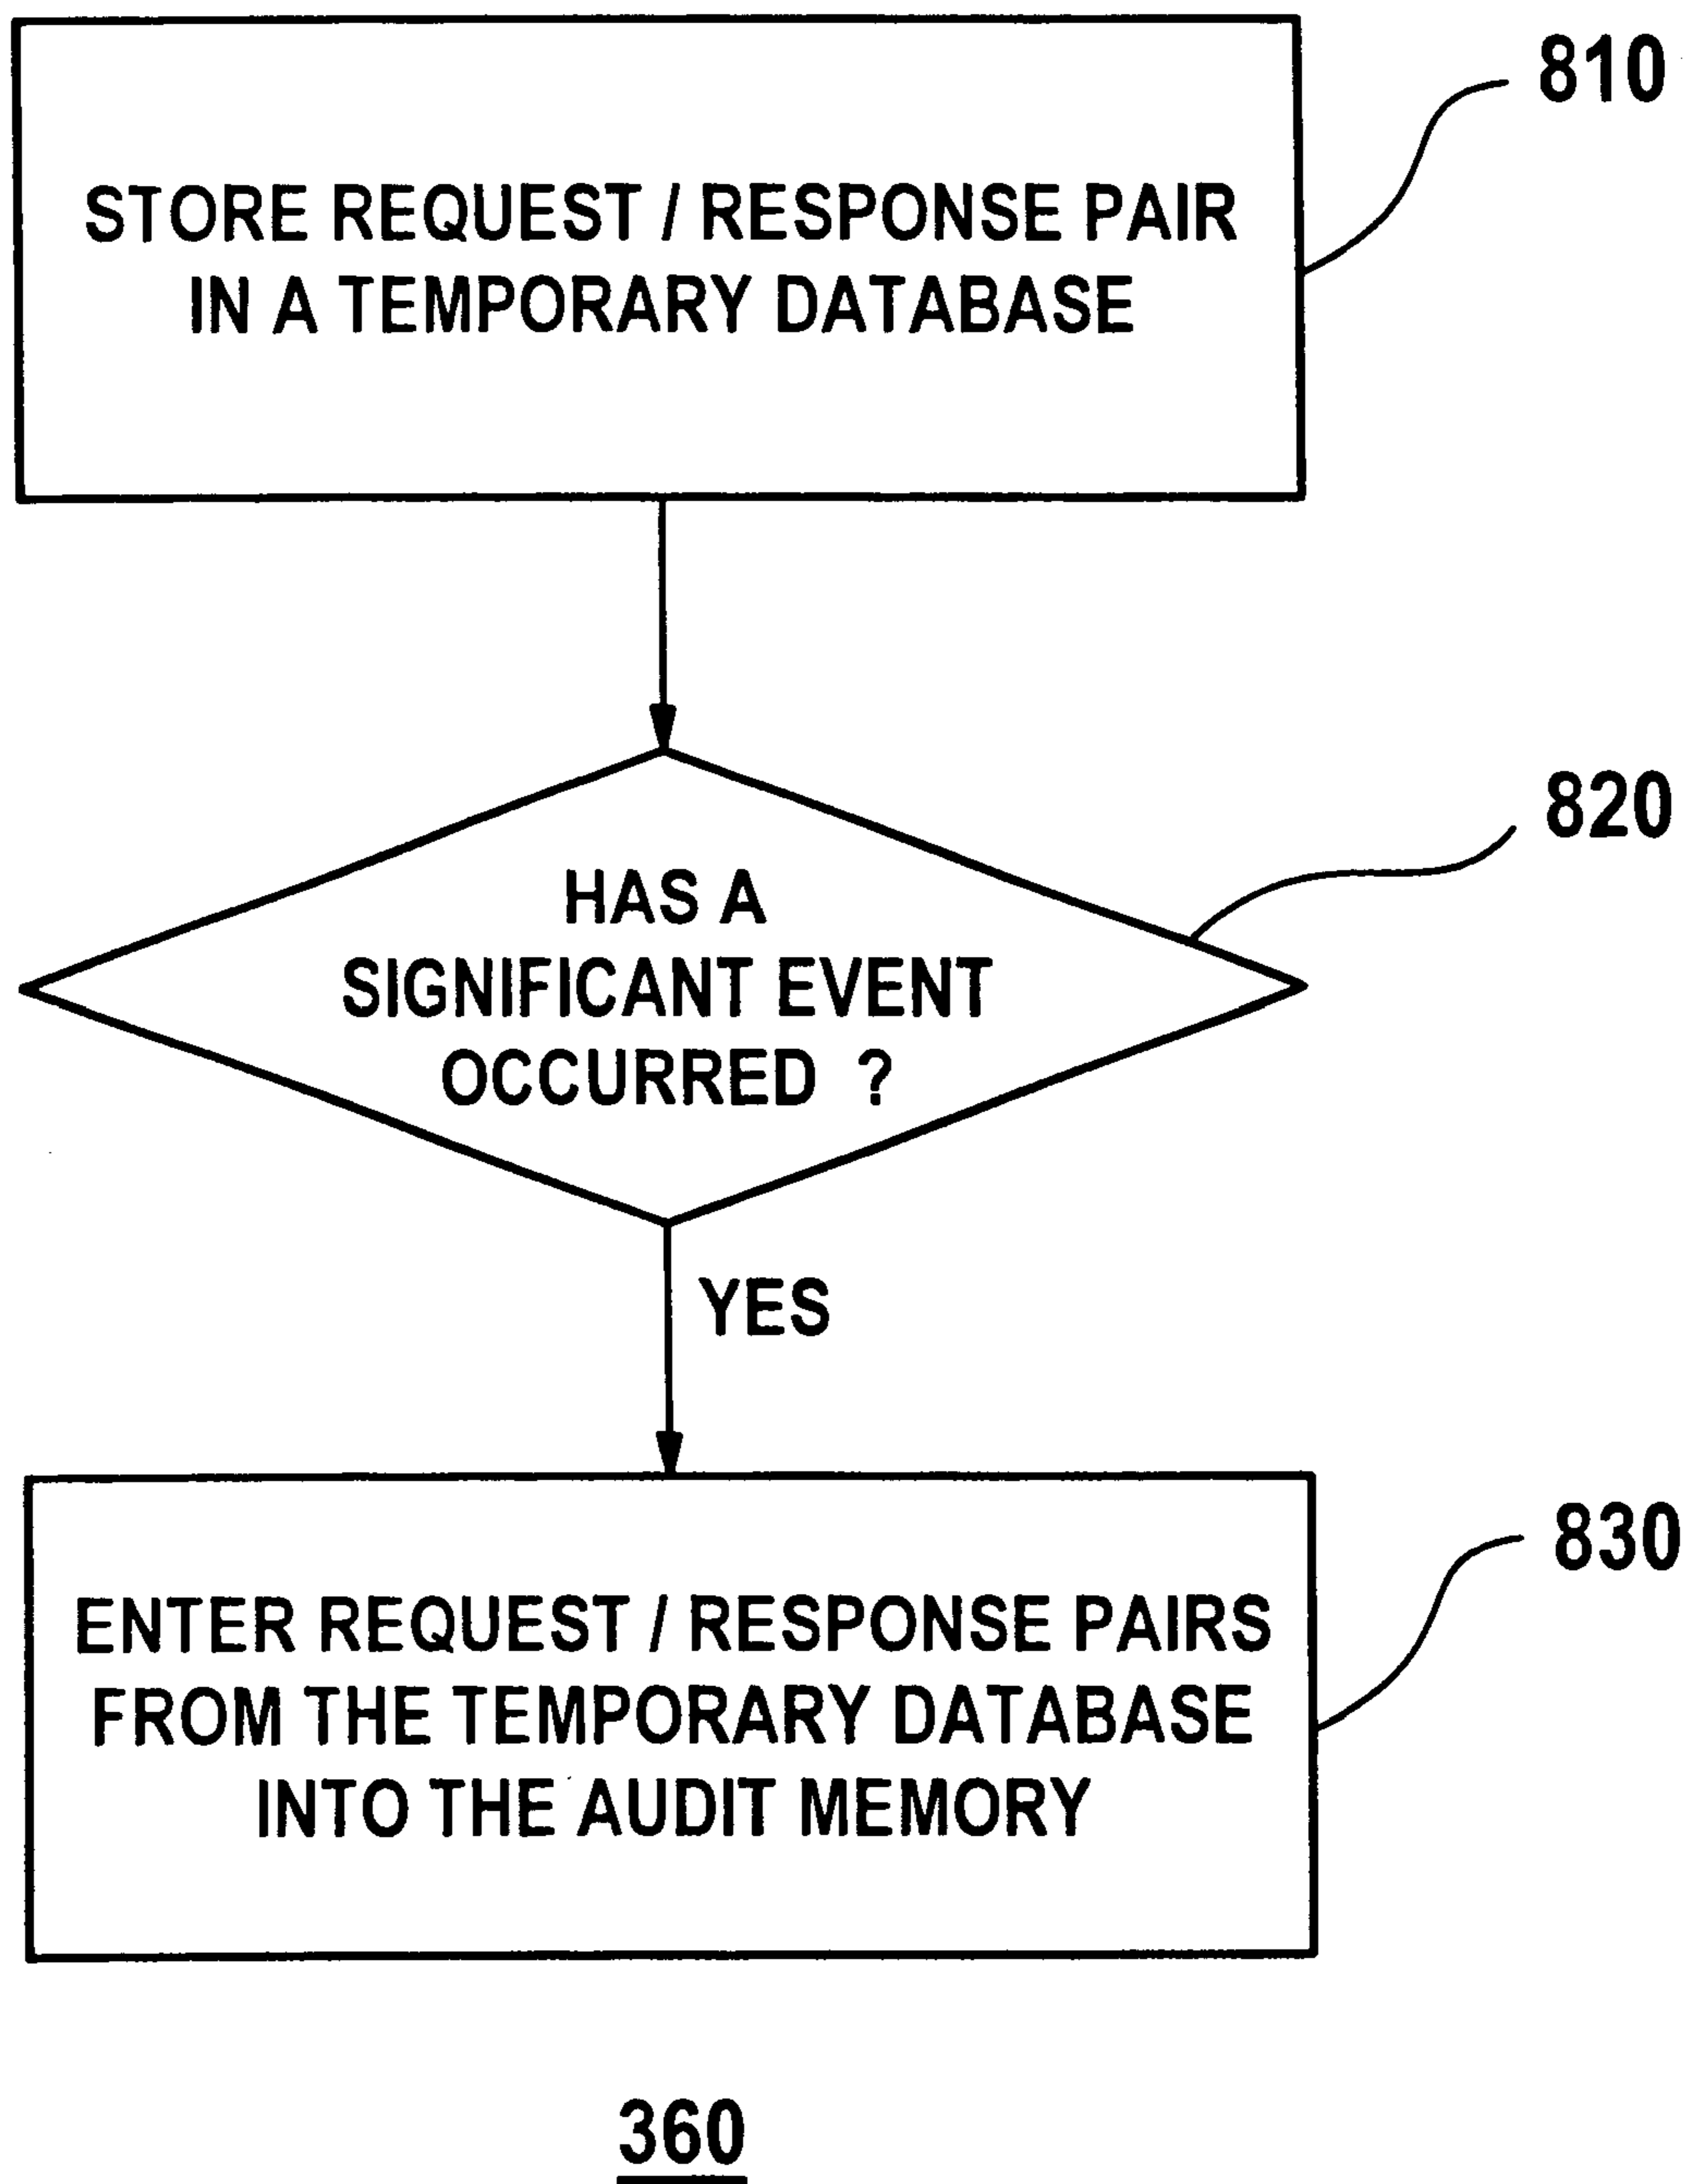 810
STORE REQUEST / RESPONSE PAIR
IN A TEMPORARY DATABASE
820
HAS A
SIGNIFICANT EVENT
OCCURRED ?
YES
830
ENTER REQUEST / RESPONSE PAIRS
FROM THE TEMPORARY DATABASE
INTO THE AUDIT MEMORY
360